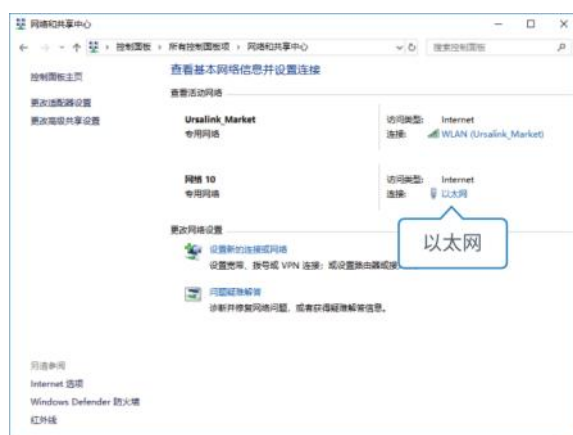 网络和共享中心
控制面板 › 所有控制面板项 › 网络和共享中心
搜索控制面板
控制面板主页
更改适配器设置
更改高级共享设置
查看基本网络信息并设置连接
查看活动网络
Ursalink_Market
专用网络
访问类型: Internet
连接: WLAN (Ursalink_Market)
网络 10
专用网络
访问类型: Internet
连接: 以太网
以太网
更改网络设置
设置新的连接或网络
设置宽带、拨号或 VPN 连接；或设置路由器或接
问题疑难解答
诊断并修复网络问题，或者获得疑难解答信息。
另请参阅
Internet 选项
Windows Defender 防火墙
红外线